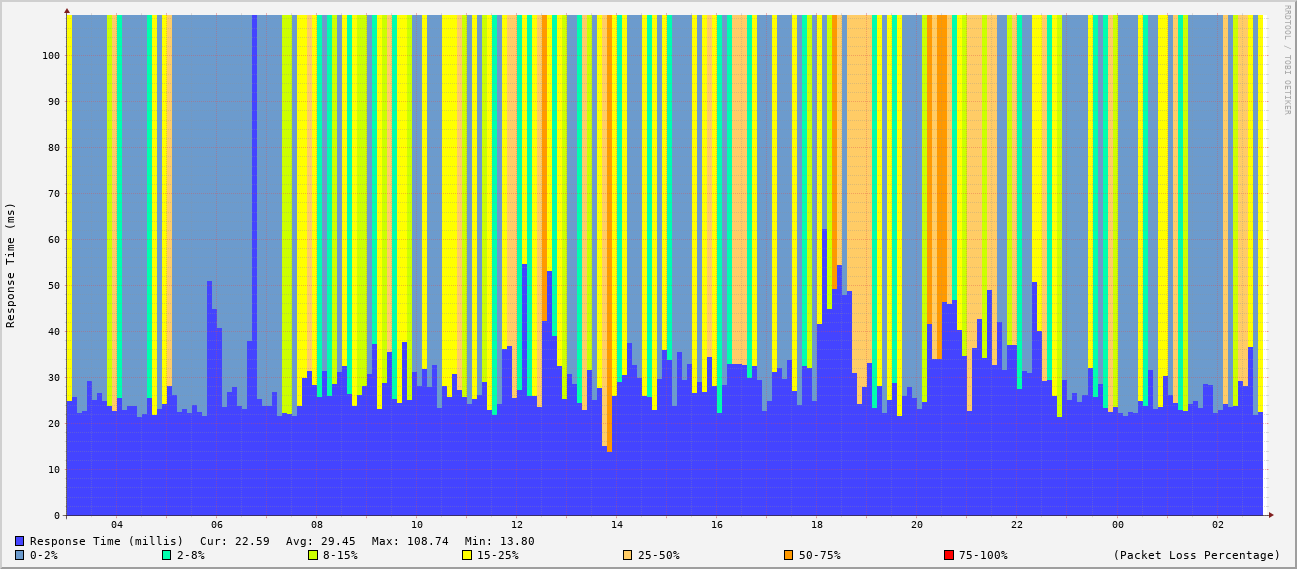 RRDTOOL / TOBI OETIKER
Response Time (ms)
100
90
80
70
60
50
40
30
20
10
0
04 06 08 10 12 14 16 18 20 22 00 02
Response Time (millis) Cur: 22.59 Avg: 29.45 Max: 108.74 Min: 13.80
0-2% 2-8% 8-15% 15-25% 25-50% 50-75% 75-100% (Packet Loss Percentage)